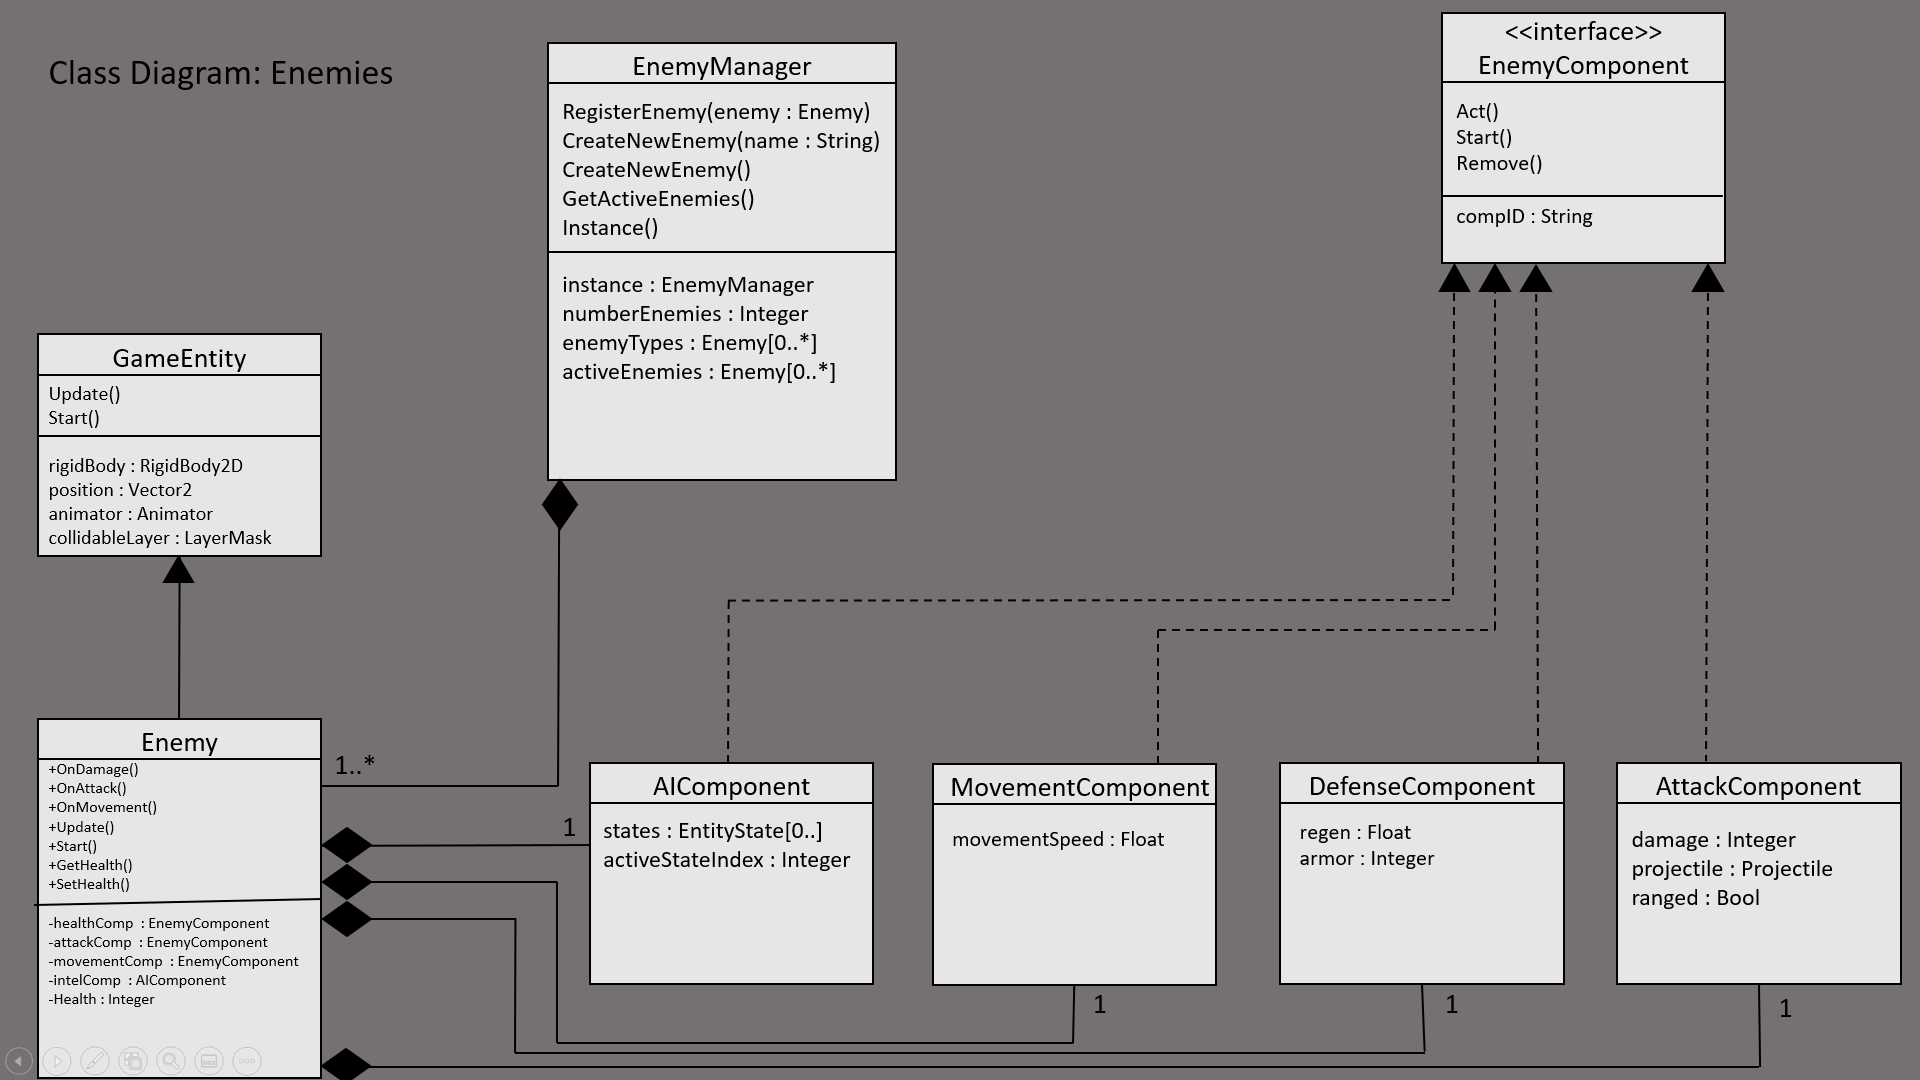 Class Diagram: Enemies
EnemyManager
RegisterEnemy(enemy : Enemy)
CreateNewEnemy(name : String)
CreateNewEnemy()
GetActiveEnemies()
Instance()
instance : EnemyManager
numberEnemies : Integer
enemyTypes : Enemy[0..*]
activeEnemies : Enemy[0..*]
<<interface>>
EnemyComponent
Act()
Start()
Remove()
compID : String
GameEntity
Update()
Start()
rigidBody : RigidBody2D
position : Vector2
animator : Animator
collidableLayer : LayerMask
Enemy
+OnDamage()
+OnAttack()
+OnMovement()
+Update()
+Start()
+GetHealth()
+SetHealth()
-healthComp : EnemyComponent
-attackComp : EnemyComponent
-movementComp : EnemyComponent
-intelComp : AIComponent
-Health : Integer
1..*
1
AIComponent
states : EntityState[0..]
activeStateIndex : Integer
MovementComponent
movementSpeed : Float
1
DefenseComponent
regen : Float
armor : Integer
1
AttackComponent
damage : Integer
projectile : Projectile
ranged : Bool
1